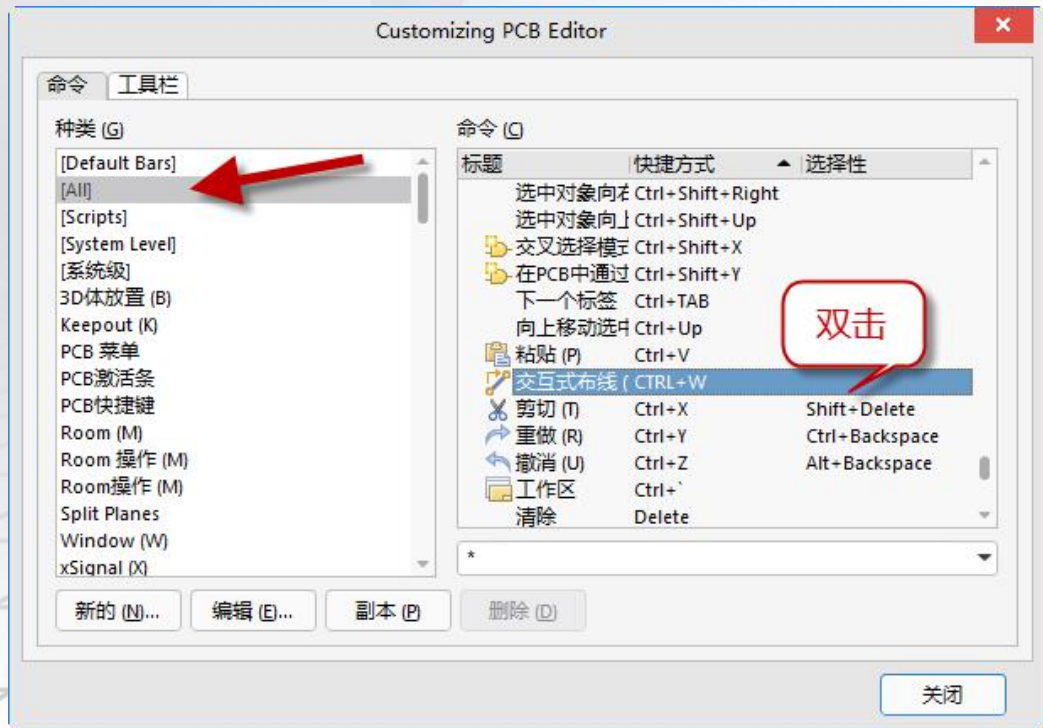 Customizing PCB Editor
命令 工具栏
种类 (G)
[Default Bars]
[All]
[Scripts]
[System Level]
[系统级]
3D体放置 (B)
Keepout (K)
PCB 菜单
PCB激活条
PCB快捷键
Room (M)
Room 操作 (M)
Room操作 (M)
Split Planes
Window (W)
xSignal (X)
命令 (C)
标题 快捷方式 选择性
选中对象向右 Ctrl+Shift+Right
选中对象向上 Ctrl+Shift+Up
交叉选择模式 Ctrl+Shift+X
在PCB中通过 Ctrl+Shift+Y
下一个标签 Ctrl+TAB
向上移动选中 Ctrl+Up
粘贴 (P) Ctrl+V
交互式布线 ( CTRL+W
剪切 (T) Ctrl+X Shift+Delete
重做 (R) Ctrl+Y Ctrl+Backspace
撤消 (U) Ctrl+Z Alt+Backspace
工作区 Ctrl+`
清除 Delete
双击
*
新的 (N)... 编辑 (E)... 副本 (P) 删除 (D)
关闭